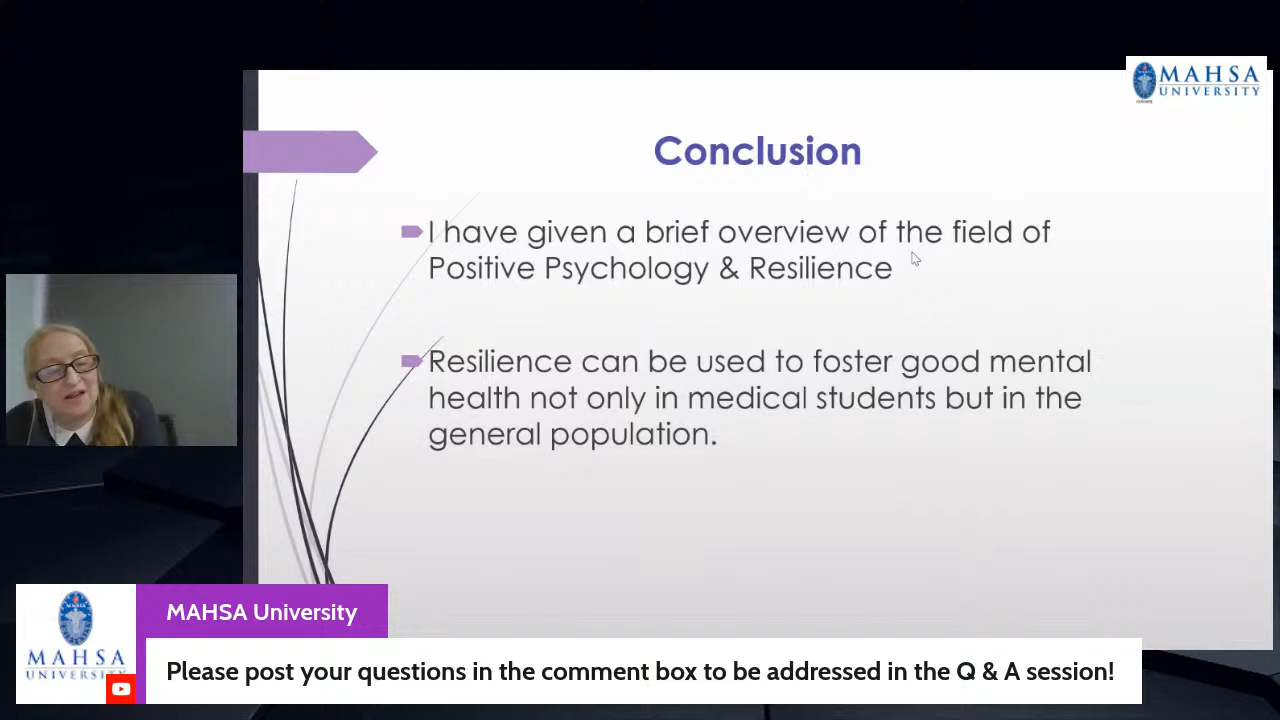 MAHSA
UNIVERSITY
Conclusion
I have given a brief overview of the field of
Positive Psychology & Resilience
Resilience can be used to foster good mental
health not only in medical students but in the
general population.
MAHSA University
MAHSA
UNIVERSITY
Please post your questions in the comment box to be addressed in the Q & A session!